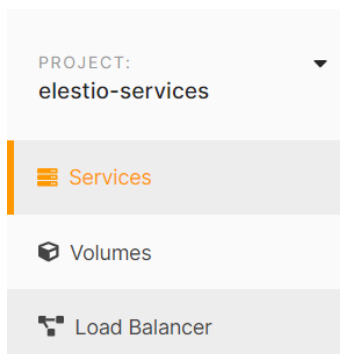 PROJECT:
elestio-services
Services
Volumes
Load Balancer